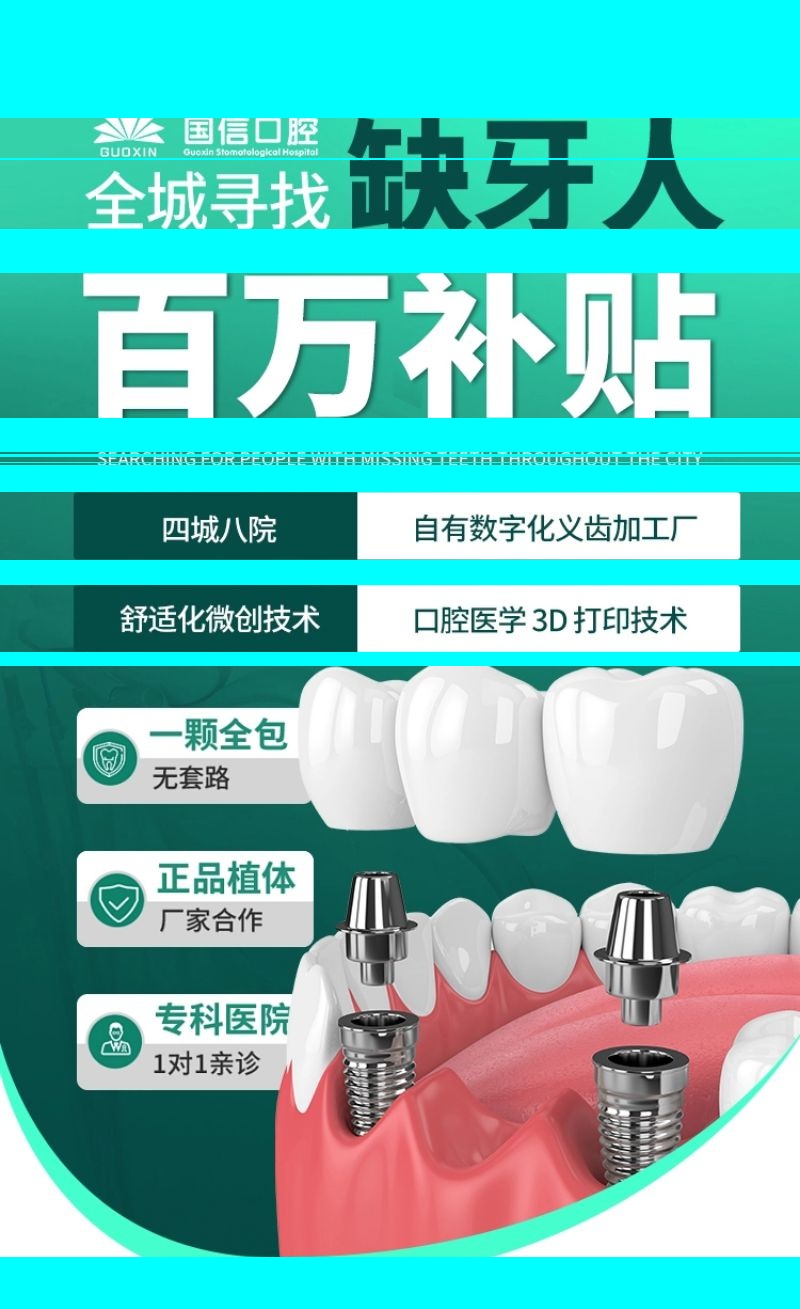 国信口腔
GUOXIN
Guoxin Stomatological Hospital
全城寻找 缺牙人
百万补贴
SEARCHING FOR PEOPLE WITH MISSING TEETH THROUGHOUT THE CITY
四城八院 自有数字化义齿加工厂
舒适化微创技术 口腔医学 3D 打印技术
一颗全包
无套路
正品植体
厂家合作
专科医院
1对1亲诊